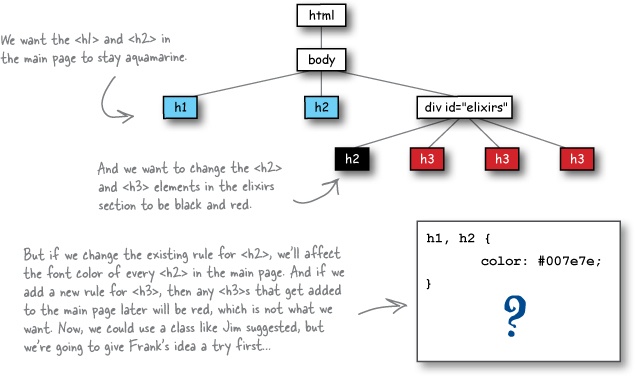 html
We want the <h1> and <h2> in
the main page to stay aquamarine.
body
h1
h2
div id="elixirs"
h2
h3
h3
h3
And we want to change the <h2>
and <h3> elements in the elixirs
section to be black and red.
But if we change the existing rule for <h2>, we'll affect
the font color of every <h2> in the main page. And if we
add a new rule for <h3>, then any <h3>s that get added
to the main page later will be red, which is not what we
want. Now, we could use a class like Jim suggested, but
we're going to give Frank's idea a try first...
h1, h2 {
color: #007e7e;
}
?